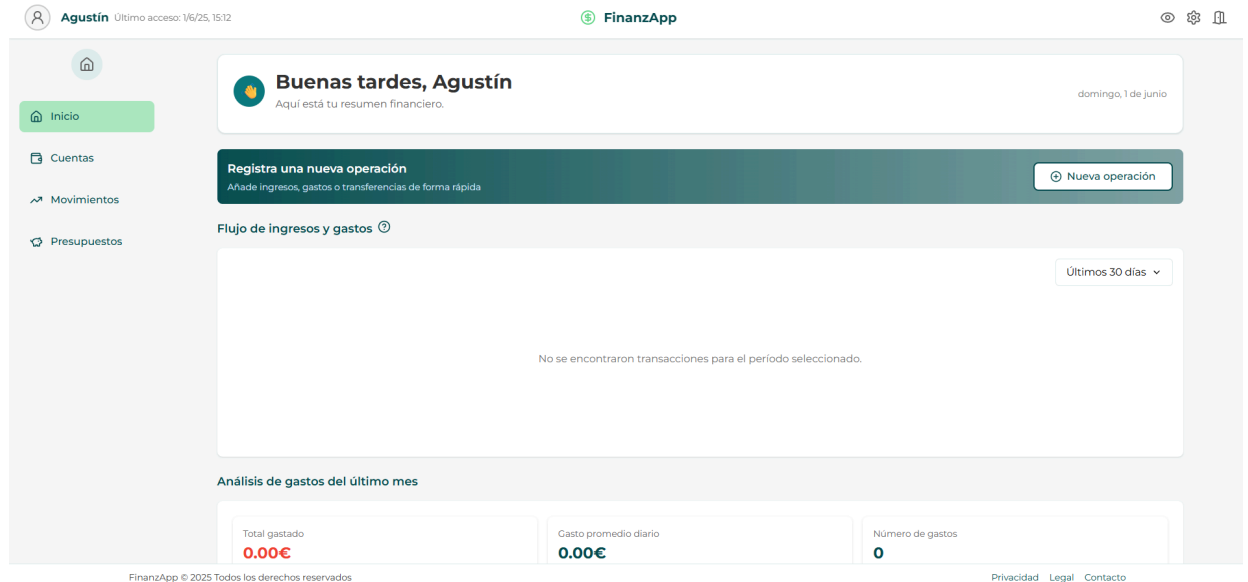 Agustín Último acceso: 1/6/25, 15:12
FinanzApp
Inicio
Cuentas
Movimientos
Presupuestos
Buenas tardes, Agustín
Aquí está tu resumen financiero.
domingo, 1 de junio
Registra una nueva operación
Añade ingresos, gastos o transferencias de forma rápida
Nueva operación
Flujo de ingresos y gastos
Últimos 30 días
No se encontraron transacciones para el período seleccionado.
Análisis de gastos del último mes
Total gastado
0.00€
Gasto promedio diario
0.00€
Número de gastos
0
FinanzApp © 2025 Todos los derechos reservados
Privacidad Legal Contacto